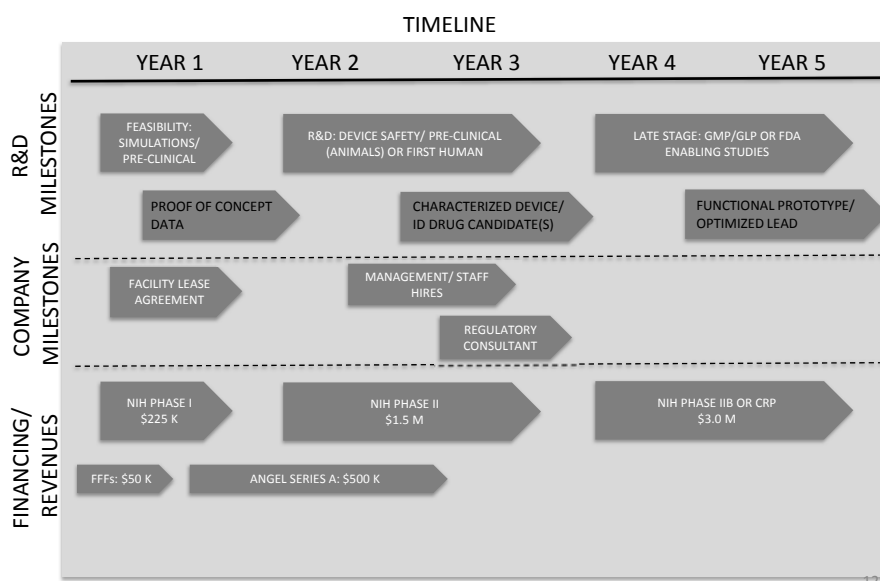 TIMELINE
YEAR 1 YEAR 2 YEAR 3 YEAR 4 YEAR 5
R&D
MILESTONES
FEASIBILITY:
SIMULATIONS/
PRE-CLINICAL
R&D: DEVICE SAFETY/ PRE-CLINICAL
(ANIMALS) OR FIRST HUMAN
LATE STAGE: GMP/GLP OR FDA
ENABLING STUDIES
PROOF OF CONCEPT
DATA
CHARACTERIZED DEVICE/
ID DRUG CANDIDATE(S)
FUNCTIONAL PROTOTYPE/
OPTIMIZED LEAD
COMPANY
MILESTONES
FACILITY LEASE
AGREEMENT
MANAGEMENT/ STAFF
HIRES
REGULATORY
CONSULTANT
FINANCING/
REVENUES
NIH PHASE I
$225 K
NIH PHASE II
$1.5 M
NIH PHASE IIB OR CRP
$3.0 M
FFFs: $50 K
ANGEL SERIES A: $500 K